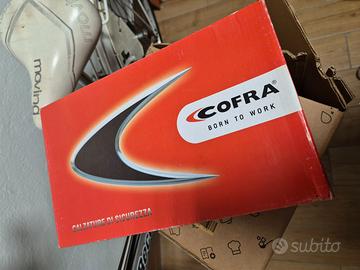 moving
COFRA®
BORN TO WORK
CALZATURE DI SICUREZZA
subito